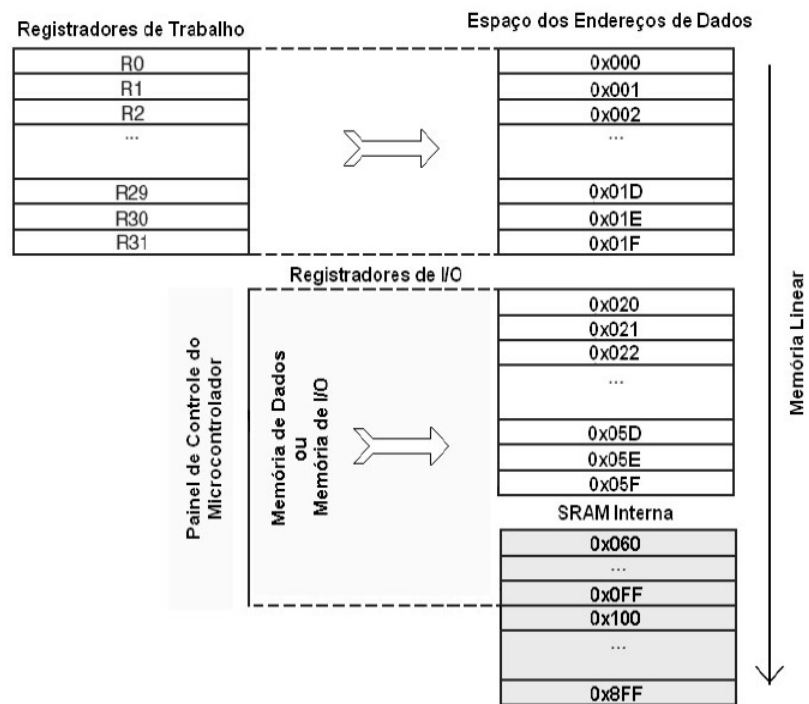 Registradores de Trabalho
R0
R1
R2
...
R29
R30
R31
Espaço dos Endereços de Dados
0x000
0x001
0x002
...
0x01D
0x01E
0x01F
Registradores de I/O
Painel de Controle do
Microcontrolador
Memória de Dados
ou
Memória de I/O
0x020
0x021
0x022
...
0x05D
0x05E
0x05F
SRAM Interna
0x060
...
0x0FF
0x100
...
0x8FF
Memória Linear